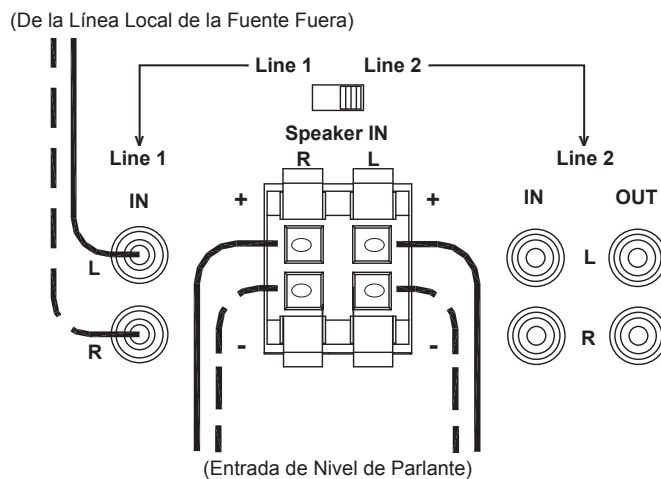 (De la Línea Local de la Fuente Fuera)
Line 1 Line 2
Speaker IN
R L
Line 1
Line 2
IN
+ +
IN OUT
L
L
R
R
- -
(Entrada de Nivel de Parlante)